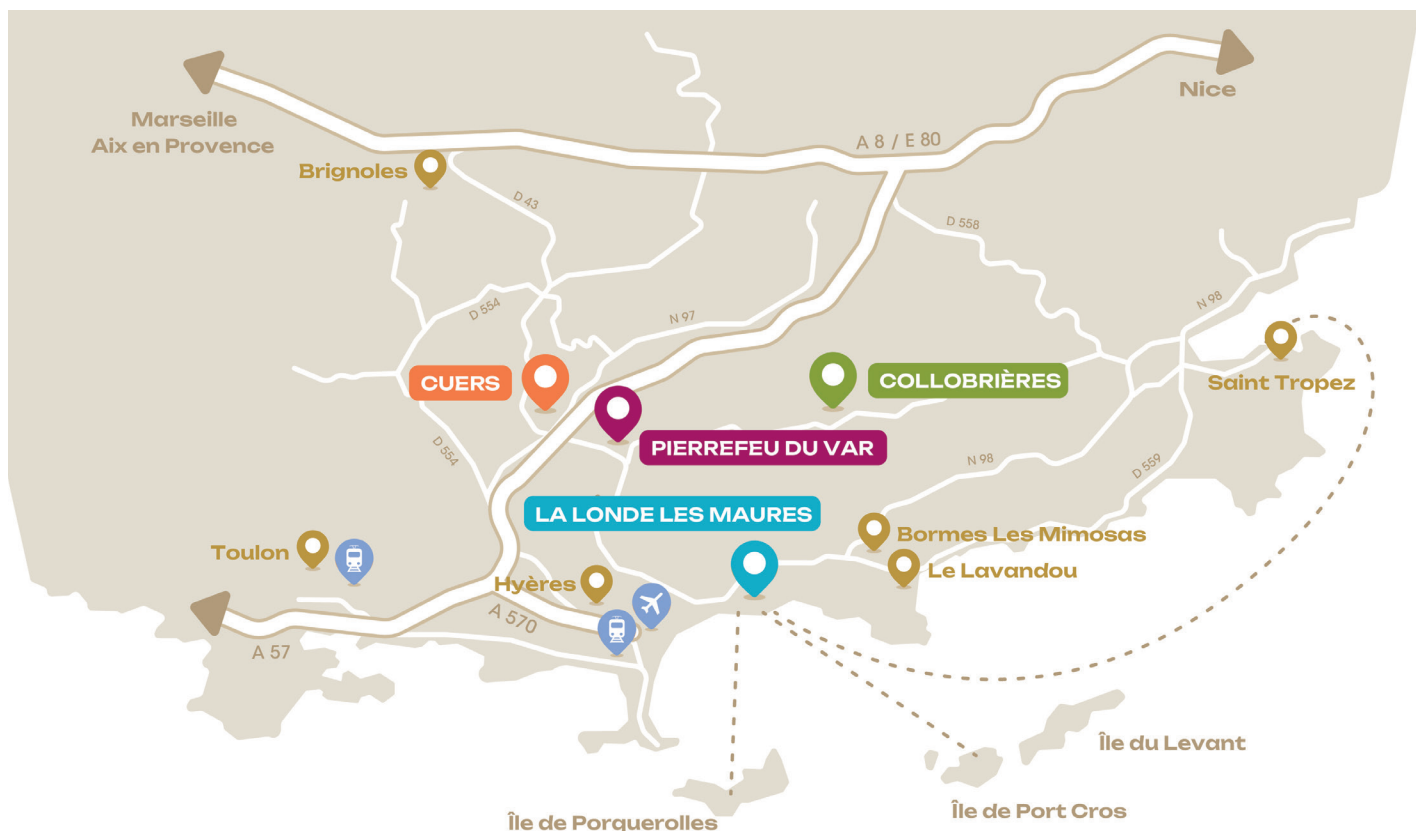 Nice
Marseille
Aix en Provence
A 8 / E 80
Brignoles
D 43
D 558
N 98
D 554
N 97
CUERS
COLLOBRIÈRES
Saint Tropez
PIERREFEU DU VAR
D 554
N 98
D 559
LA LONDE LES MAURES
Bormes Les Mimosas
Toulon
Le Lavandou
Hyères
A 570
A 57
Île du Levant
Île de Port Cros
Île de Porquerolles